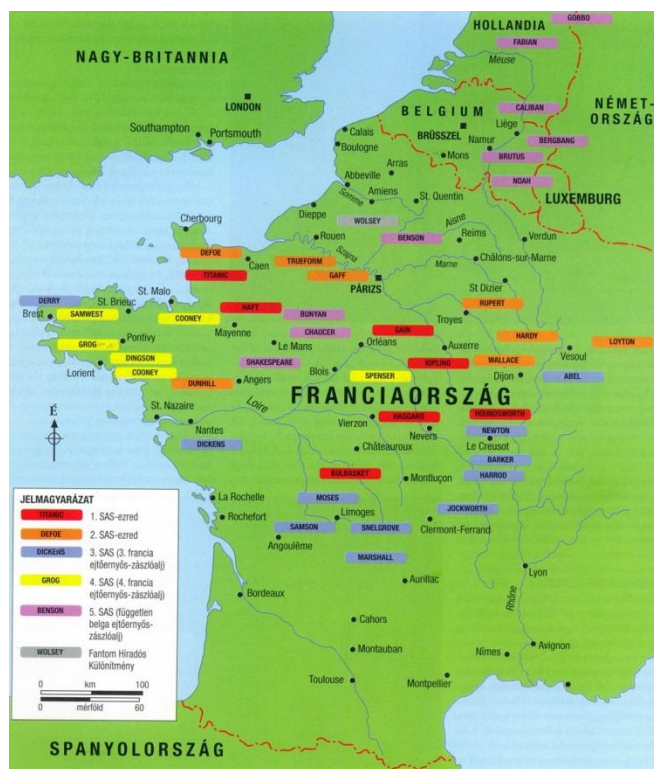 GOBBO
HOLLANDIA
FABIAN
NAGY-BRITANNIA
Meuse
LONDON
CALIBAN
NÉMET-
ORSZÁG
BELGIUM
BRÜSSZEL
Liège
Southampton
Portsmouth
Calais
Boulogne
Namur
BERGBANG
Mons
BRUTUS
Arras
Abbeville
NOAH
Amiens
St. Quentin
LUXEMBURG
Somme
Dieppe
Cherbourg
WOLSEY
Aisne
Rouen
BENSON
Reims
Verdun
DEFOE
Caen
TRUEFORM
Szajna
Châlons-sur-Marne
TITANIC
GAFF
PÁRIZS
Marne
St Dizier
DERRY
St. Malo
RUPERT
St. Brieuc
HAFT
BUNYAN
Troyes
Brest
SAMWEST
COONEY
Mayenne
CHAUCER
GAIN
HARDY
LOYTON
GROG
Pontivy
Le Mans
Orléans
Auxerre
Vesoul
DINGSON
SHAKESPEARE
KIPLING
WALLACE
Lorient
COONEY
Blois
SPENSER
Dijon
ABEL
DUNHILL
Angers
FRANCIAORSZÁG
É
St. Nazaire
Loire
Vierzon
HAGGARD
HOUNDSWORTH
Nantes
Nevers
NEWTON
DICKENS
Châteauroux
Le Creusot
BARKER
BULBASKET
Montluçon
HARROD
La Rochelle
MOSES
Limoges
JOCKWORTH
Rochefort
SAMSON
SNELGROVE
Clermont-Ferrand
Angoulême
MARSHALL
Lyon
Aurillac
Bordeaux
Rhône
Cahors
Montauban
Nîmes
Avignon
Toulouse
Montpellier
SPANYOLORSZÁG
JELMAGYARÁZAT
TITANIC 1. SAS-ezred
DEFOE 2. SAS-ezred
DICKENS 3. SAS (3. francia
ejtőernyős-zászlóalj)
GROG 4. SAS (4. francia
ejtőernyős-zászlóalj)
BENSON 5. SAS (független
belga ejtőernyős-
zászlóalj)
WOLSEY Fantom Híradós
Különítmény
0 km 100
0 mérföld 60